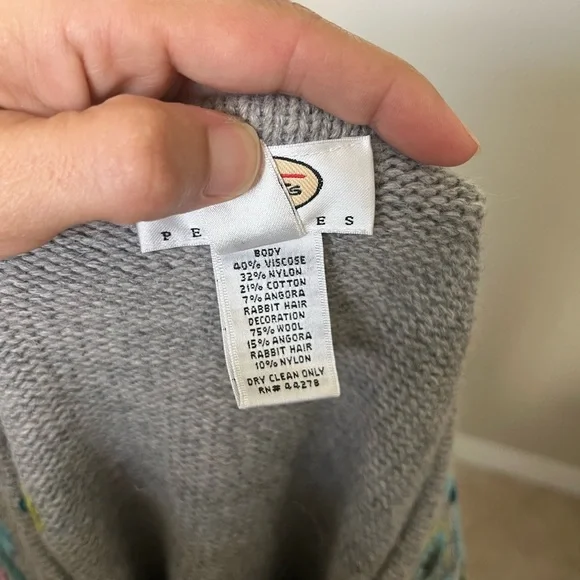 's
PE ES
BODY
40% VISCOSE
32% NYLON
21% COTTON
7% ANGORA
RABBIT HAIR
DECORATION
75% WOOL
15% ANGORA
RABBIT HAIR
10% NYLON
DRY CLEAN ONLY
RN# 44278